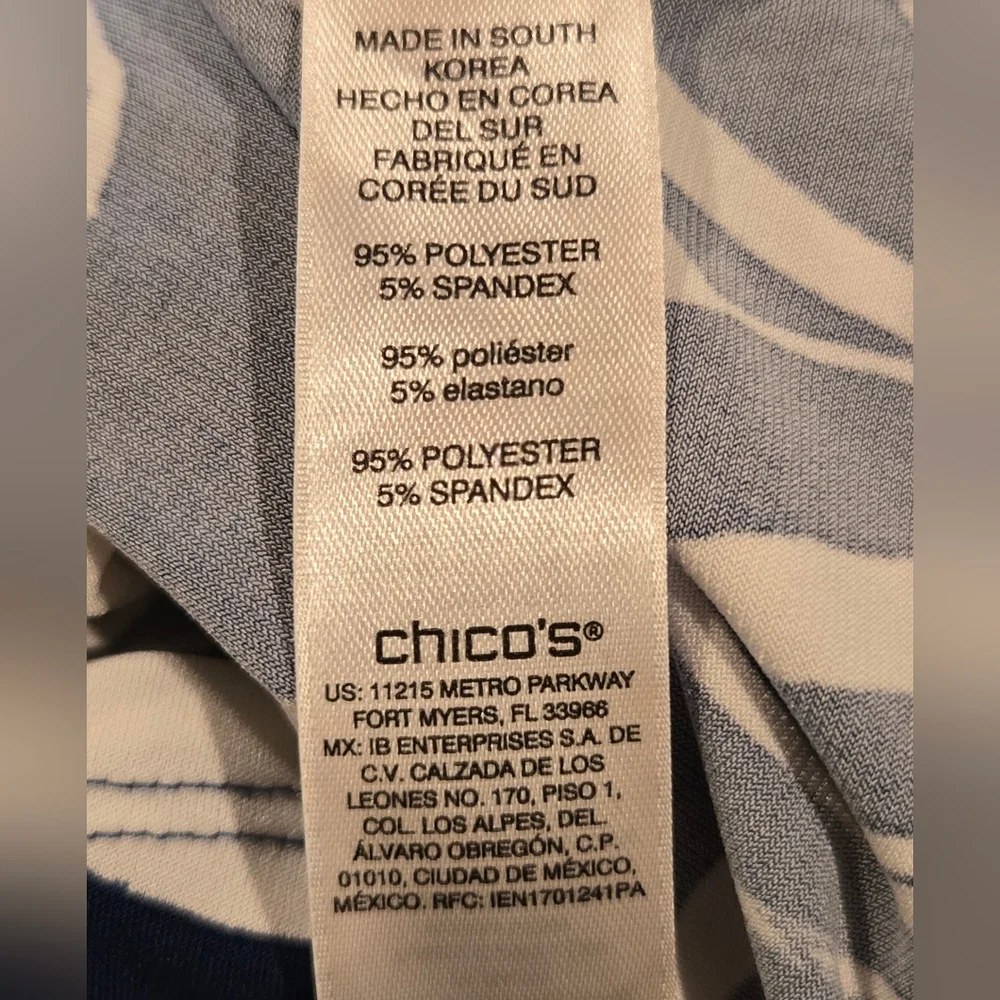 MADE IN SOUTH
KOREA
HECHO EN COREA
DEL SUR
FABRIQUÉ EN
CORÉE DU SUD
95% POLYESTER
5% SPANDEX
95% poliéster
5% elastano
95% POLYESTER
5% SPANDEX
chico's®
US: 11215 METRO PARKWAY
FORT MYERS, FL 33966
MX: IB ENTERPRISES S.A. DE
C.V. CALZADA DE LOS
LEONES NO. 170, PISO 1,
COL. LOS ALPES, DEL.
ÁLVARO OBREGÓN, C.P.
01010, CIUDAD DE MÉXICO,
MÉXICO. RFC: IEN1701241PA